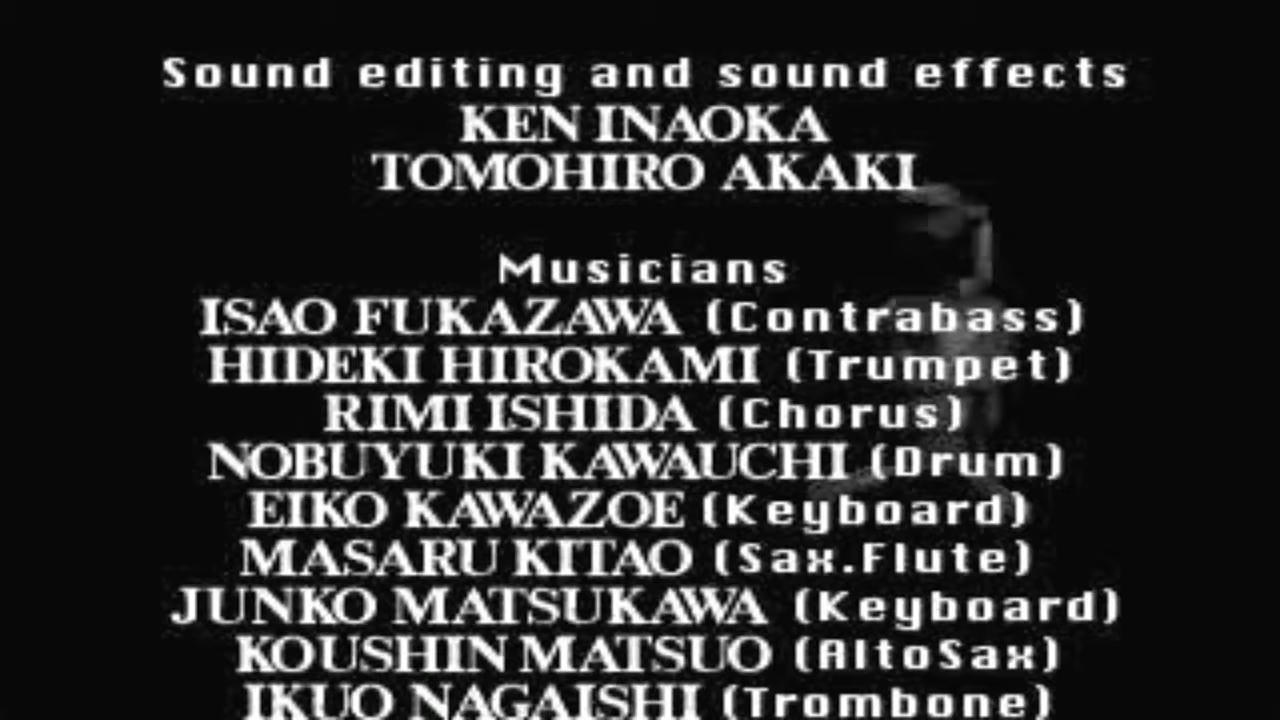 Sound editing and sound effects
KEN INAOKA
TOMOHIRO AKAKI
Musicians
ISAO FUKAZAWA (Contrabass)
HIDEKI HIROKAMI (Trumpet)
RIMI ISHIDA (Chorus)
NOBUYUKI KAWAUCHI (Drum)
EIKO KAWAZOE (Keyboard)
MASARU KITAO (Sax.Flute)
JUNKO MATSUKAWA (Keyboard)
KOUSHIN MATSUO (AltoSax)
IKUO NAGAISHI (Trombone)